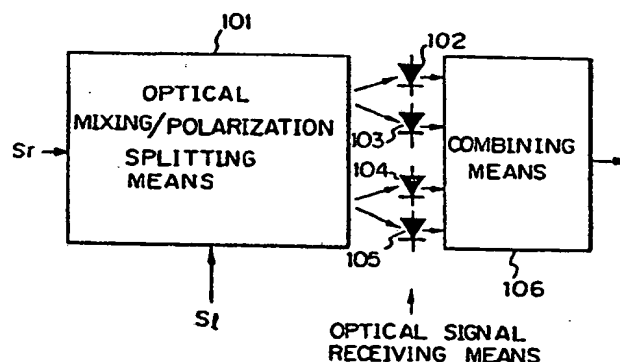 101
102
OPTICAL
MIXING/POLARIZATION
SPLITTING
MEANS
103
COMBINING
MEANS
104
105
Sr
Sℓ
106
OPTICAL SIGNAL
RECEIVING MEANS